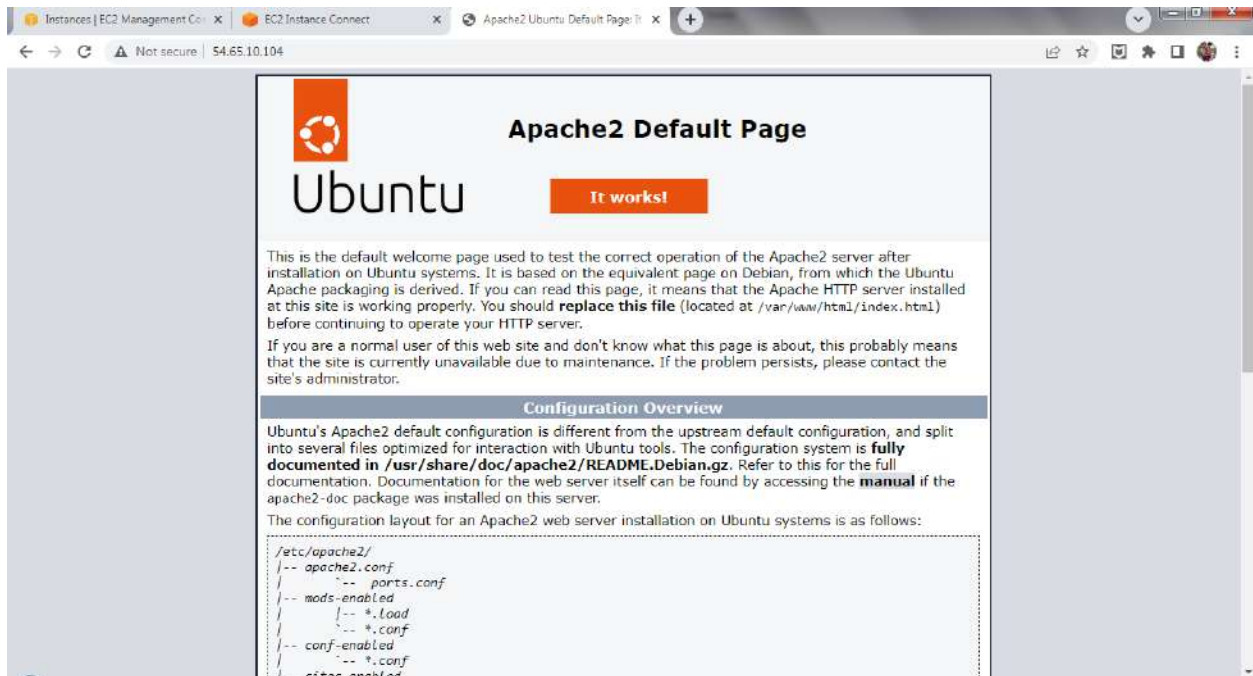 Instances | EC2 Management Co
EC2 Instance Connect
Apache2 Ubuntu Default Page: It
Not secure
54.65.10.104
Apache2 Default Page
Ubuntu
It works!
This is the default welcome page used to test the correct operation of the Apache2 server after
installation on Ubuntu systems. It is based on the equivalent page on Debian, from which the Ubuntu
Apache packaging is derived. If you can read this page, it means that the Apache HTTP server installed
at this site is working properly. You should replace this file (located at /var/www/html/index.html)
before continuing to operate your HTTP server.
If you are a normal user of this web site and don't know what this page is about, this probably means
that the site is currently unavailable due to maintenance. If the problem persists, please contact the
site's administrator.
Configuration Overview
Ubuntu's Apache2 default configuration is different from the upstream default configuration, and split
into several files optimized for interaction with Ubuntu tools. The configuration system is fully
documented in /usr/share/doc/apache2/README.Debian.gz. Refer to this for the full
documentation. Documentation for the web server itself can be found by accessing the manual if the
apache2-doc package was installed on this server.
The configuration layout for an Apache2 web server installation on Ubuntu systems is as follows:
/etc/apache2/
|-- apache2.conf
|       `--  ports.conf
|-- mods-enabled
|       |-- *.load
|       `-- *.conf
|-- conf-enabled
|       `-- *.conf
|-- sites-enabled